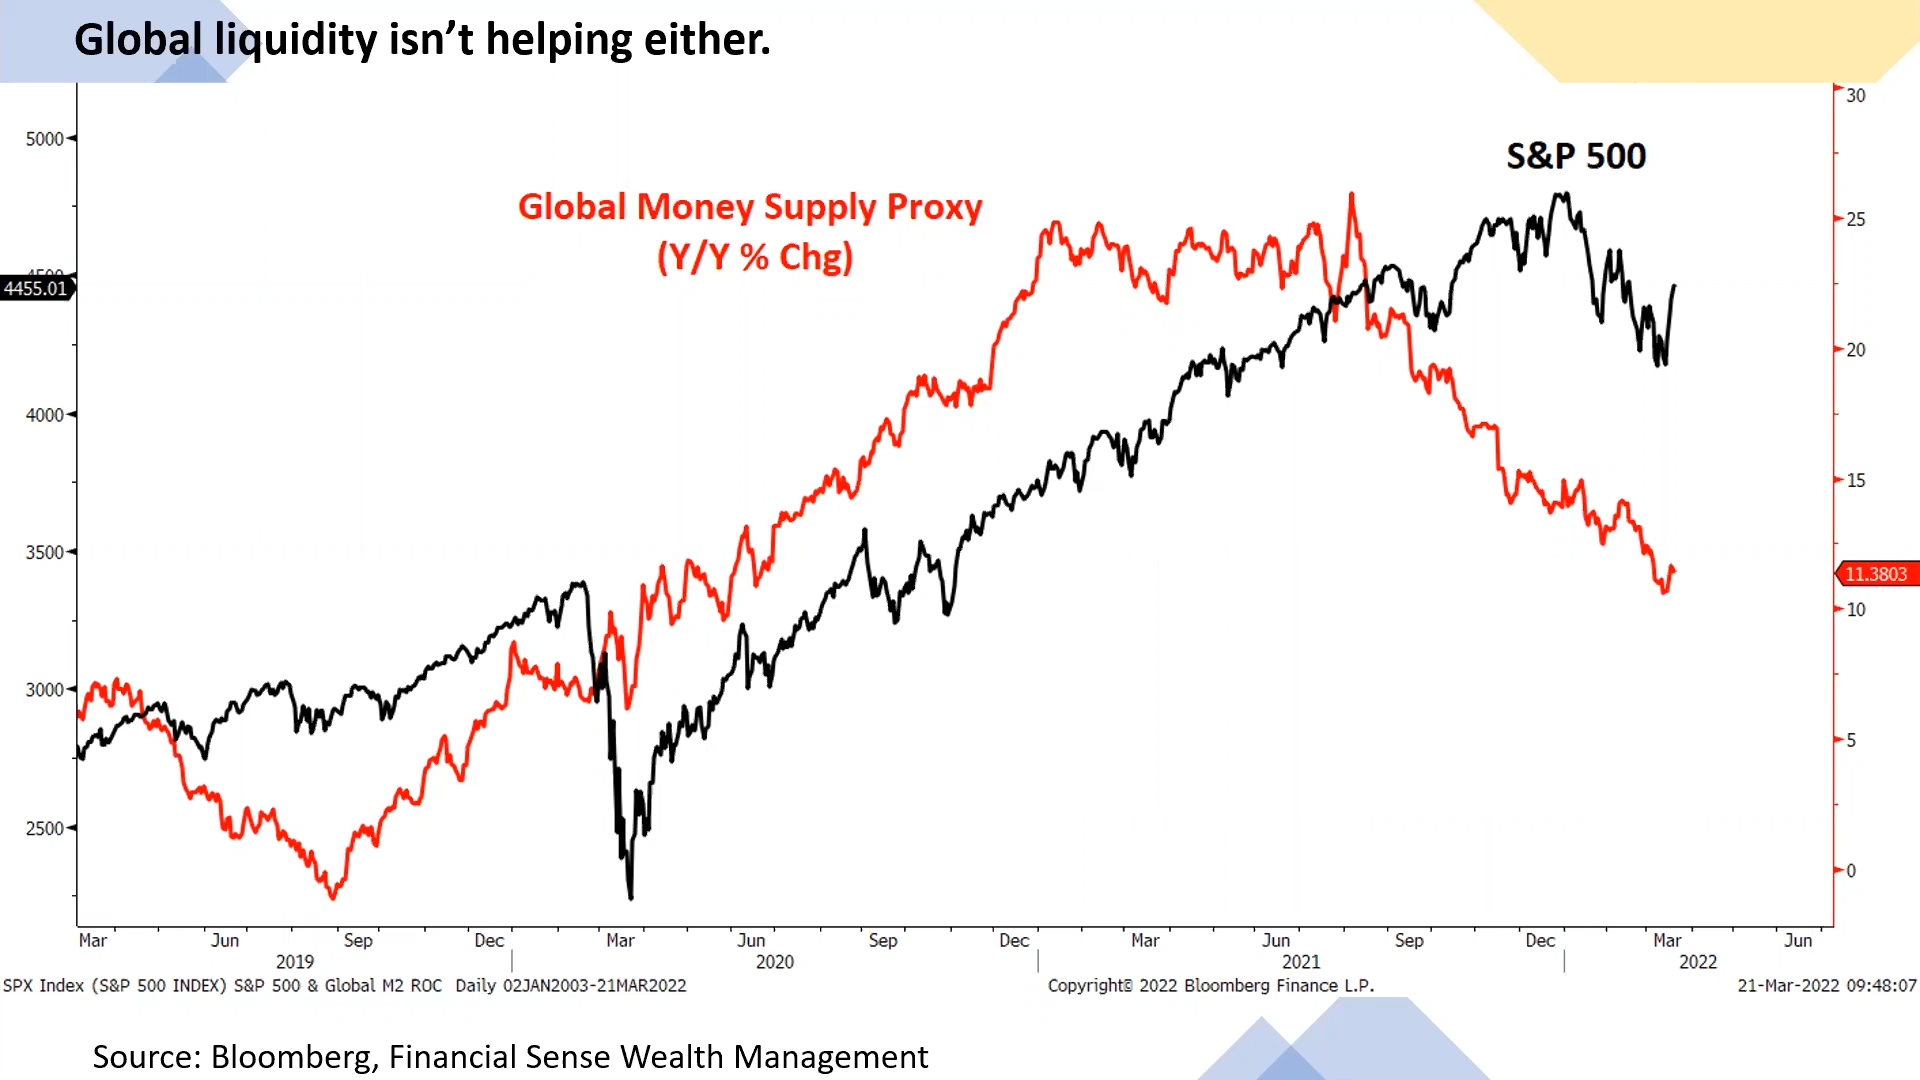 Global liquidity isn't helping either.
30
5000
S&P 500
Global Money Supply Proxy
(Y/Y % Chg)
25
4500
4455.01
20
4000
15
3500
11.3803
10
3000
5
2500
0
Mar Jun Sep Dec Mar Jun Sep Dec Mar Jun Sep Dec Mar Jun
2019 2020 2021 2022
SPX Index (S&P 500 INDEX) S&P 500 & Global M2 ROC Daily 02JAN2003-21MAR2022 Copyright© 2022 Bloomberg Finance L.P. 21-Mar-2022 09:48:07
Source: Bloomberg, Financial Sense Wealth Management